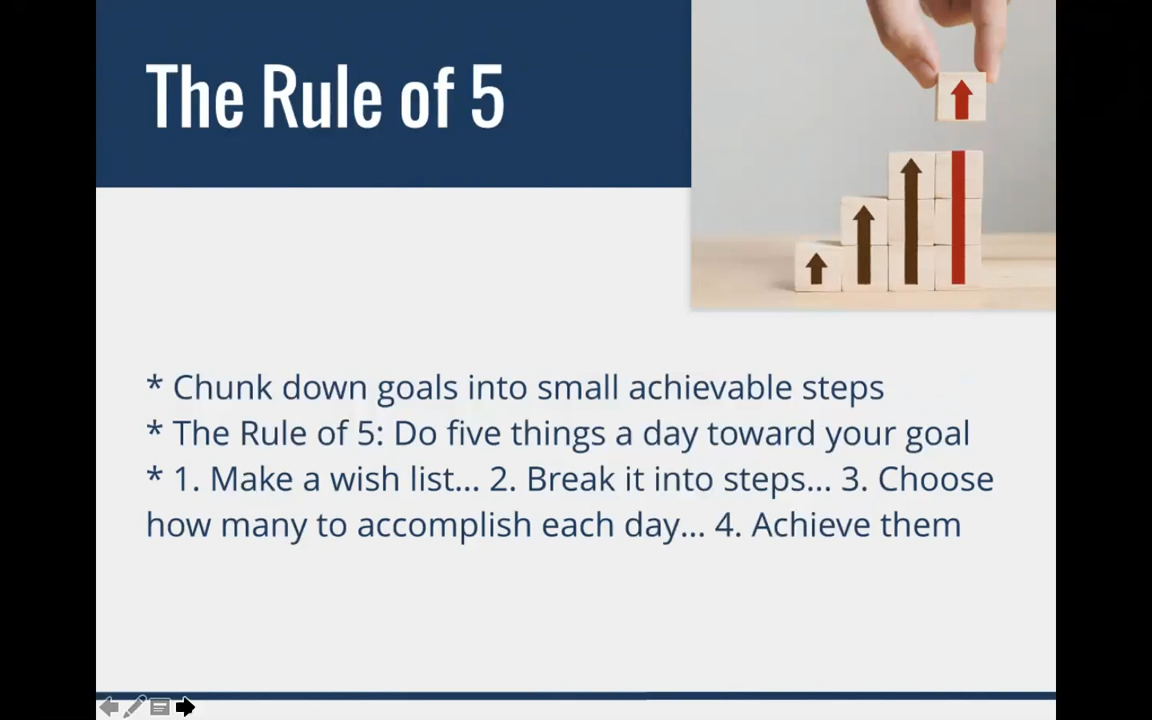 The Rule of 5
* Chunk down goals into small achievable steps
* The Rule of 5: Do five things a day toward your goal
* 1. Make a wish list... 2. Break it into steps... 3. Choose
how many to accomplish each day... 4. Achieve them